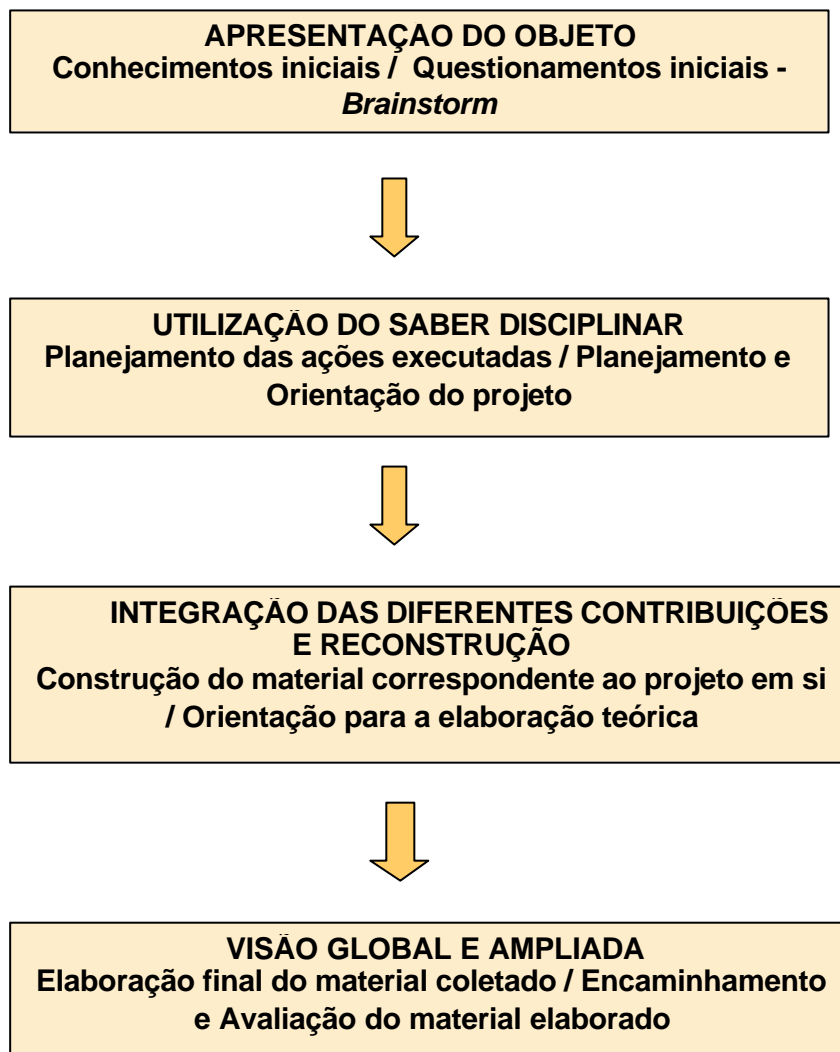 APRESENTAÇÃO DO OBJETO
Conhecimentos iniciais / Questionamentos iniciais -
Brainstorm
UTILIZAÇÃO DO SABER DISCIPLINAR
Planejamento das ações executadas / Planejamento e
Orientação do projeto
INTEGRAÇÃO DAS DIFERENTES CONTRIBUIÇÕES
E RECONSTRUÇÃO
Construção do material correspondente ao projeto em si
/ Orientação para a elaboração teórica
VISÃO GLOBAL E AMPLIADA
Elaboração final do material coletado / Encaminhamento
e Avaliação do material elaborado